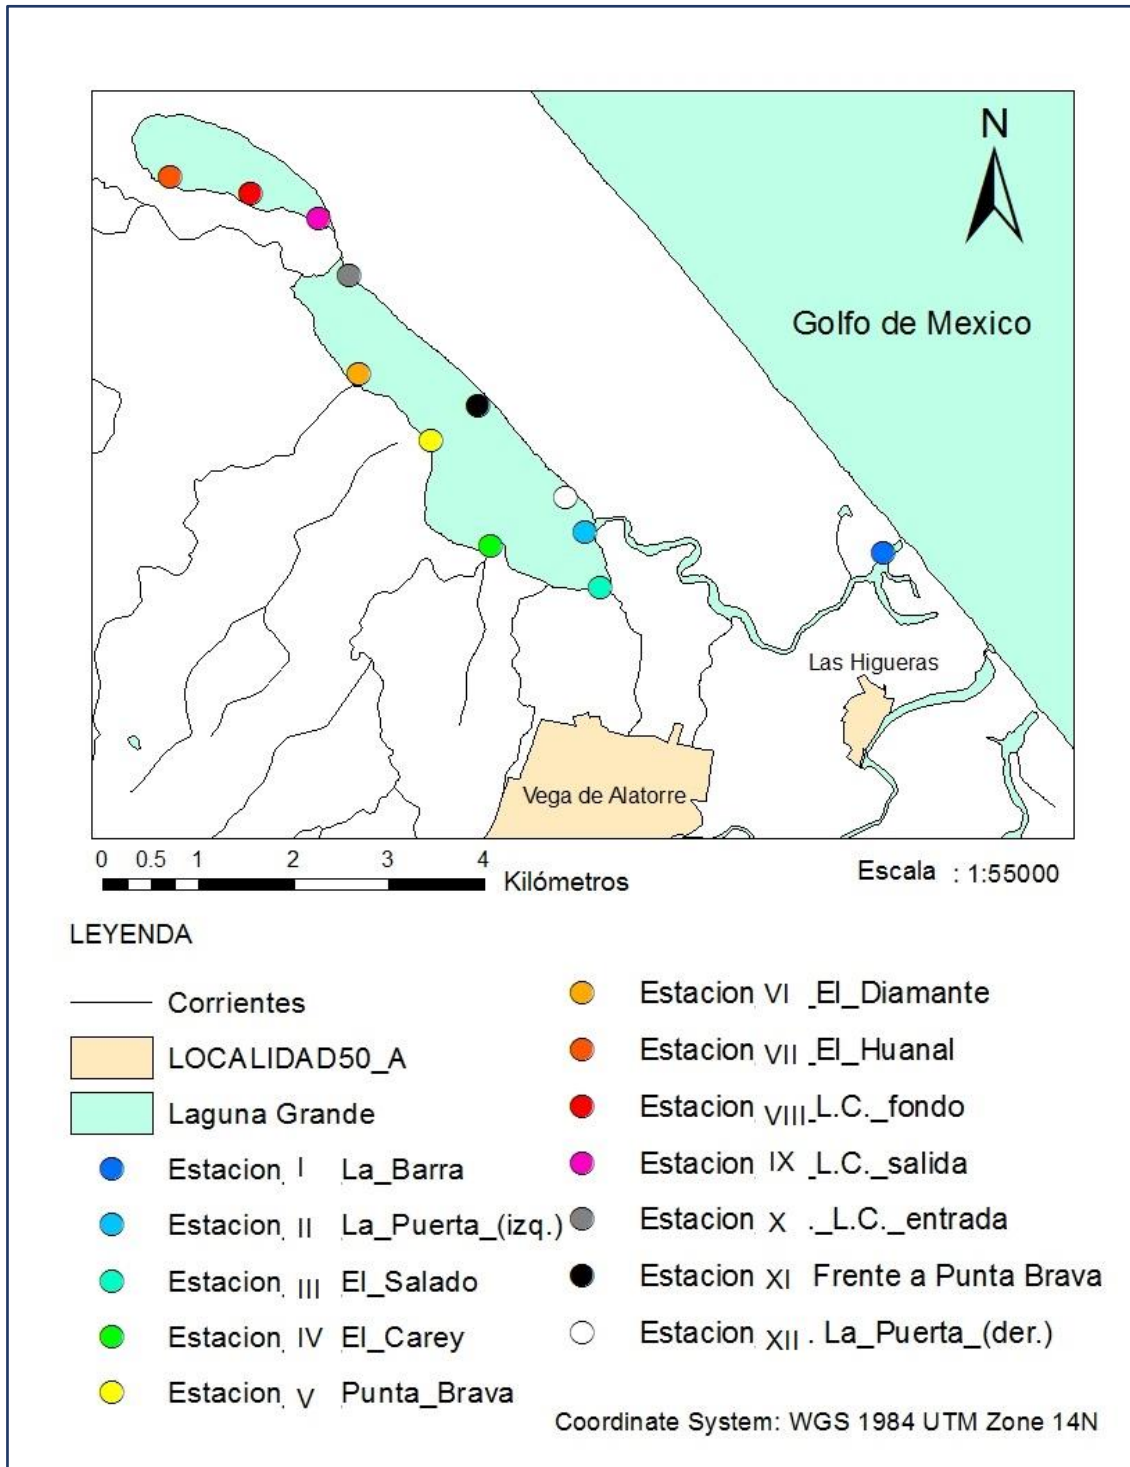 N
Golfo de Mexico
Las Higueras
Vega de Alatorre
0 0.5 1 2 3 4
Kilómetros
Escala : 1:55000
LEYENDA
Corrientes
LOCALIDAD50_A
Laguna Grande
Estacion I La_Barra
Estacion II La_Puerta_(izq.)
Estacion III El_Salado
Estacion IV El_Carey
Estacion V Punta_Brava
Estacion VI _El_Diamante
Estacion VII _El_Huanal
Estacion VIII_L.C._fondo
Estacion IX _L.C._salida
Estacion X ._L.C._entrada
Estacion XI Frente a Punta Brava
Estacion XII . La_Puerta_(der.)
Coordinate System: WGS 1984 UTM Zone 14N